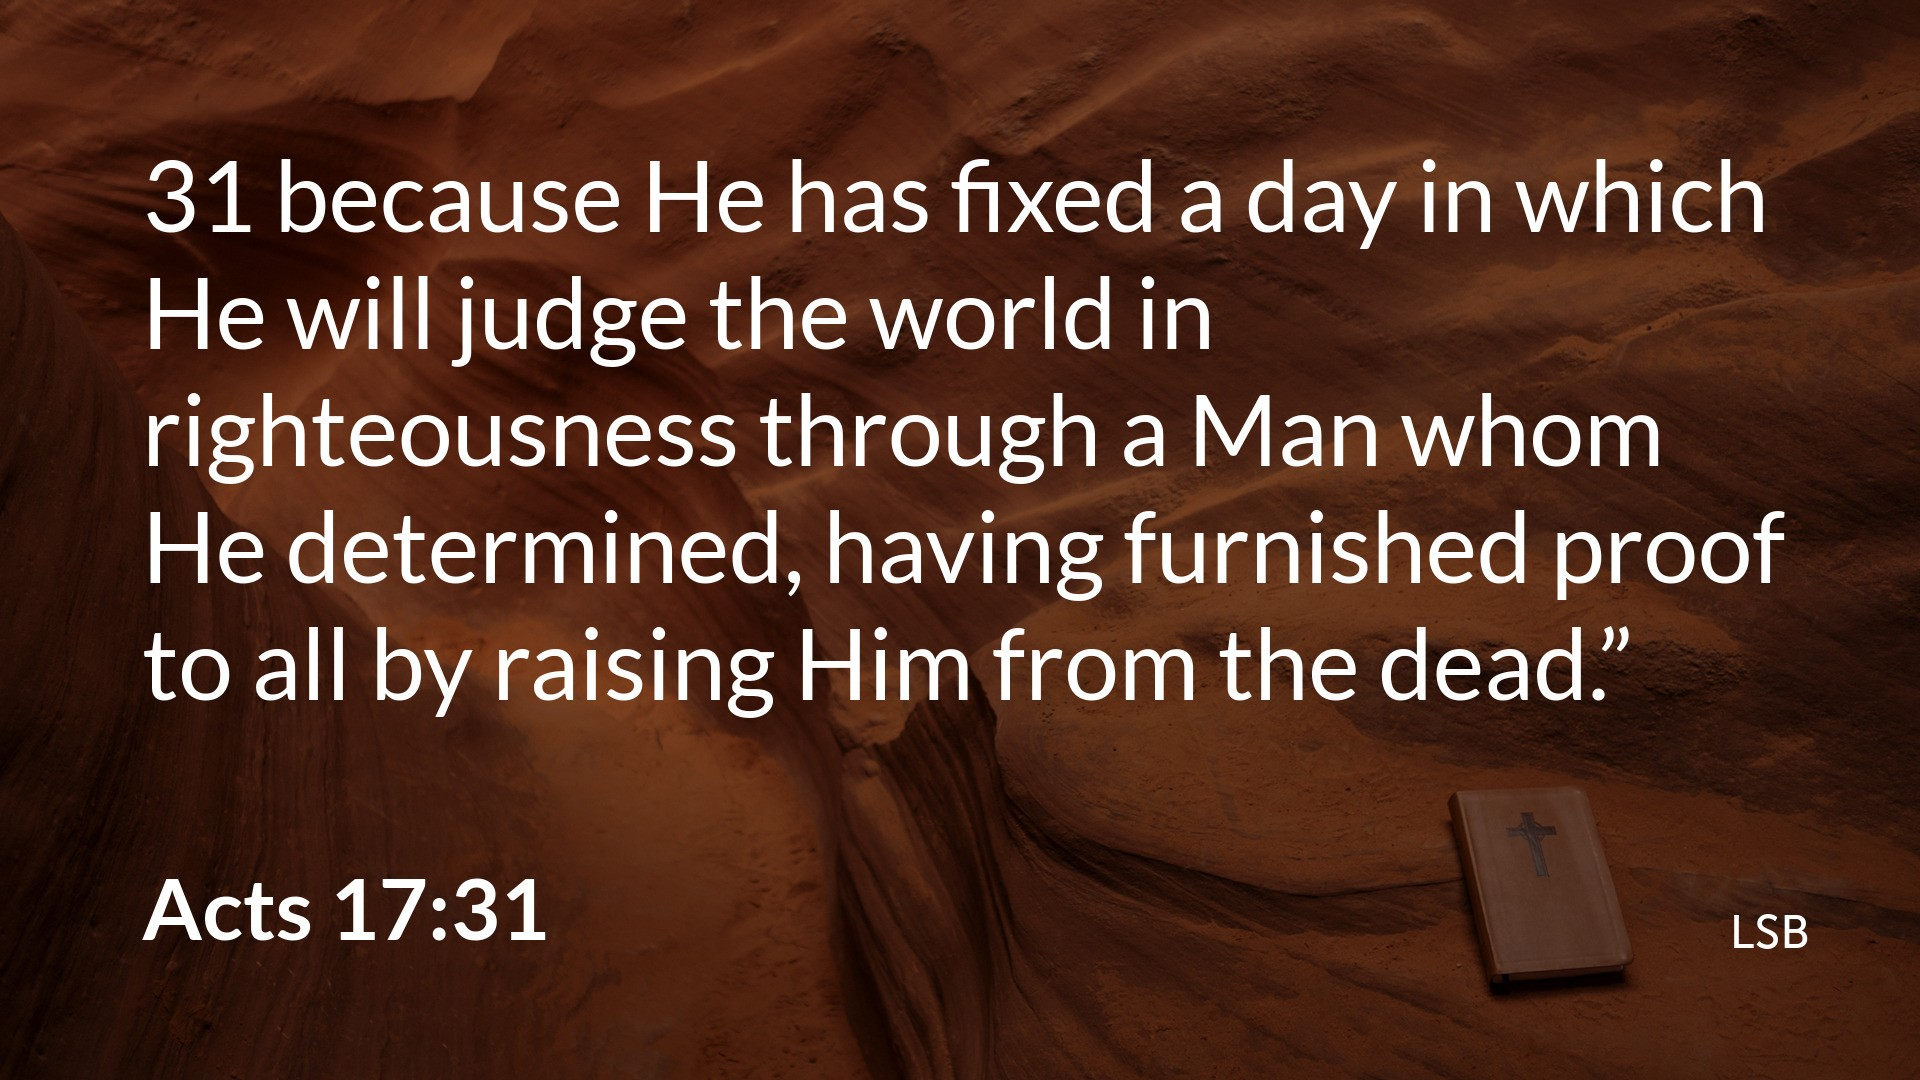 31 because He has fixed a day in which
He will judge the world in
righteousness through a Man whom
He determined, having furnished proof
to all by raising Him from the dead.”
Acts 17:31
LSB